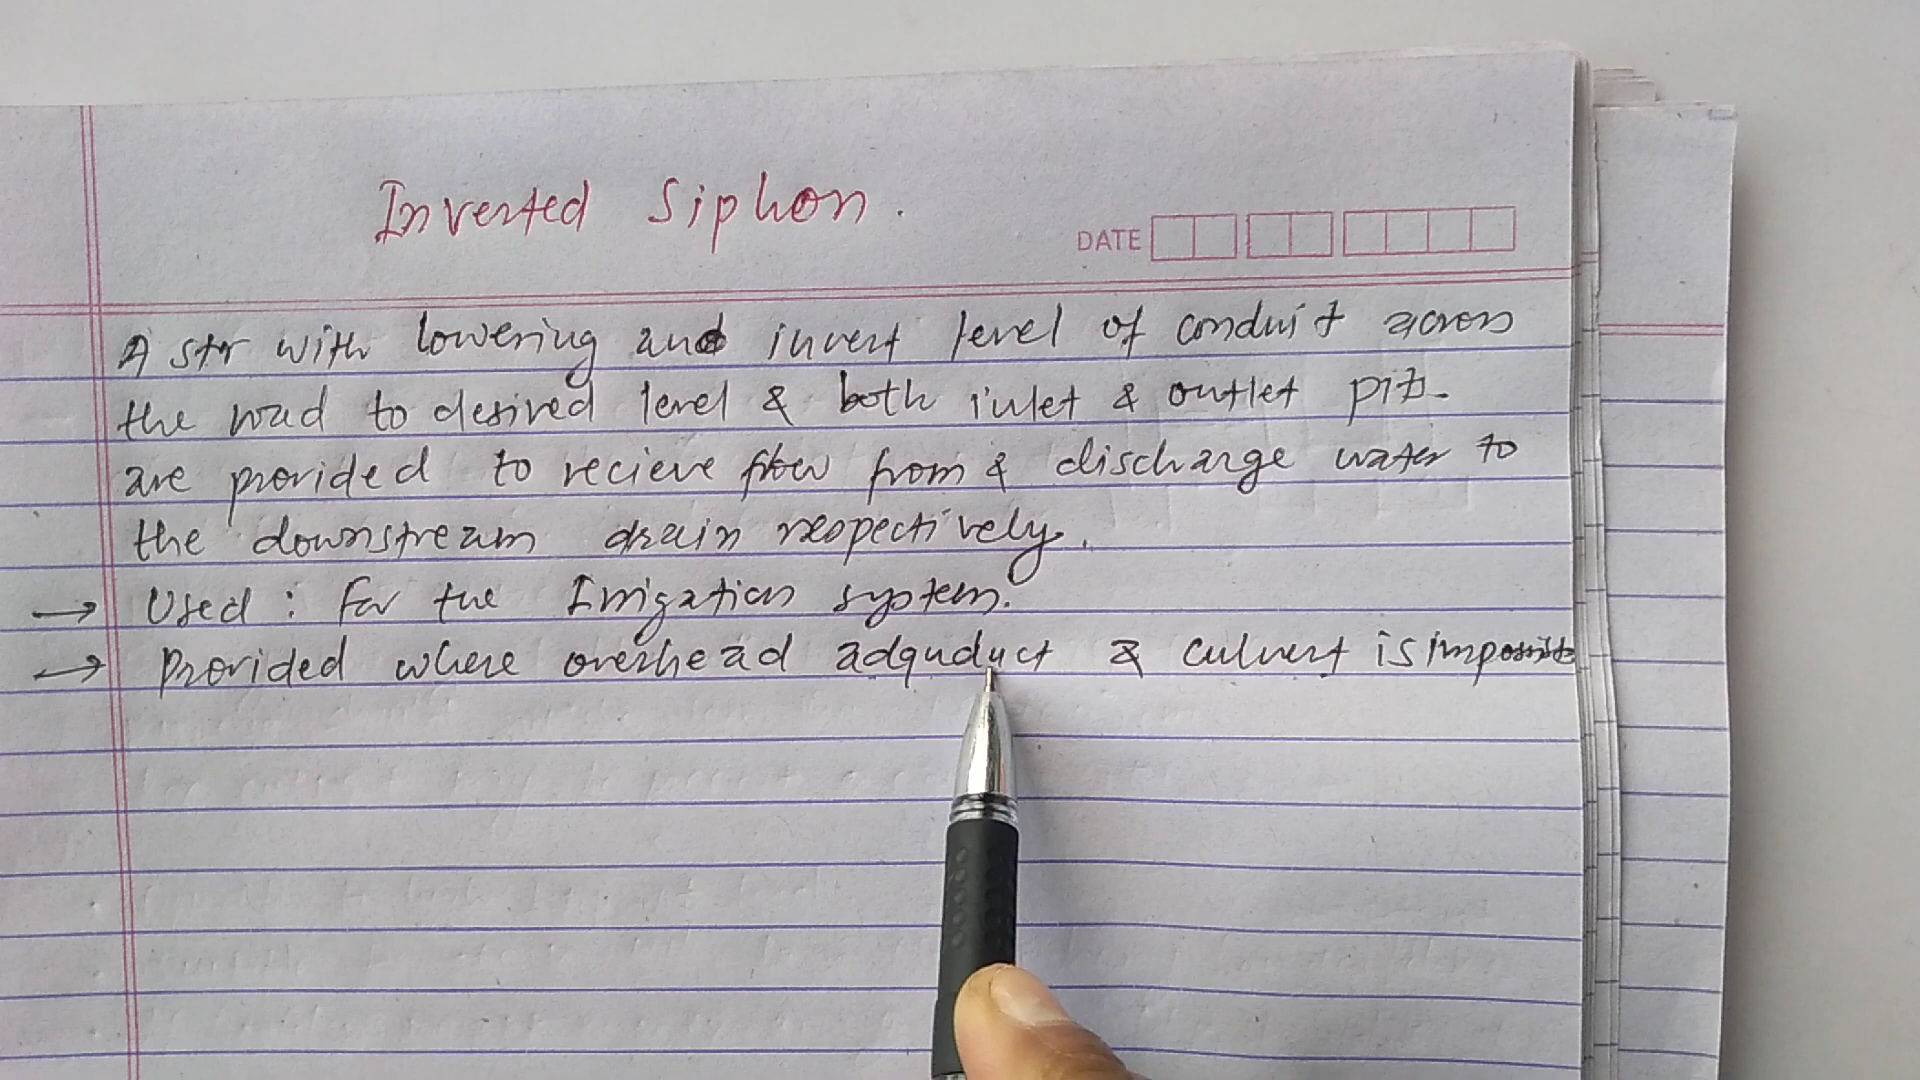 Inverted Siphon.
DATE
A str with lowering and invert level of conduit across
the road to desired level & both inlet & outlet pits
are provided to recieve flow from & discharge water to
the downstream drain respectively.
→ Used : For the Irrigation system.
→ Provided where overhead adquduct & culvert is impossible